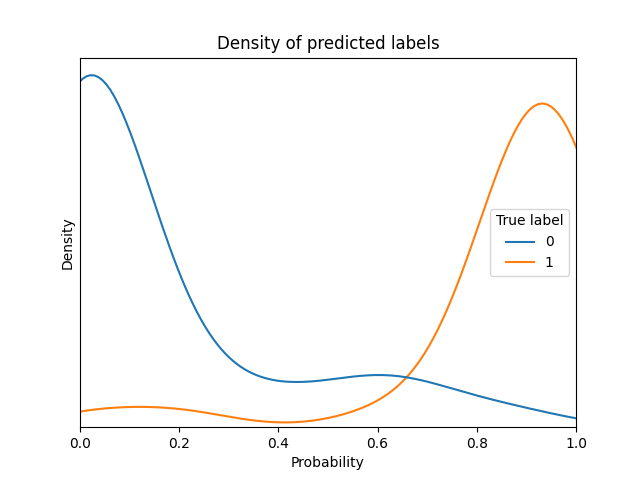 Density of predicted labels
Density
True label
0
1
0.0 0.2 0.4 0.6 0.8 1.0
Probability